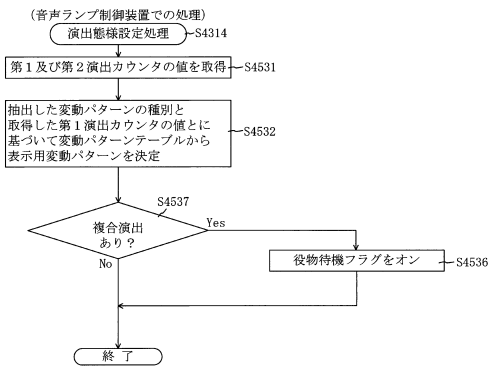 （音声ランプ制御装置での処理）
演出態様設定処理
S4314
第１及び第２演出カウンタの値を取得
S4531
抽出した変動パターンの種別と
取得した第１演出カウンタの値とに
基づいて変動パターンテーブルから
表示用変動パターンを決定
S4532
S4537
複合演出
あり？
Yes
No
役物待機フラグをオン
S4536
終 了